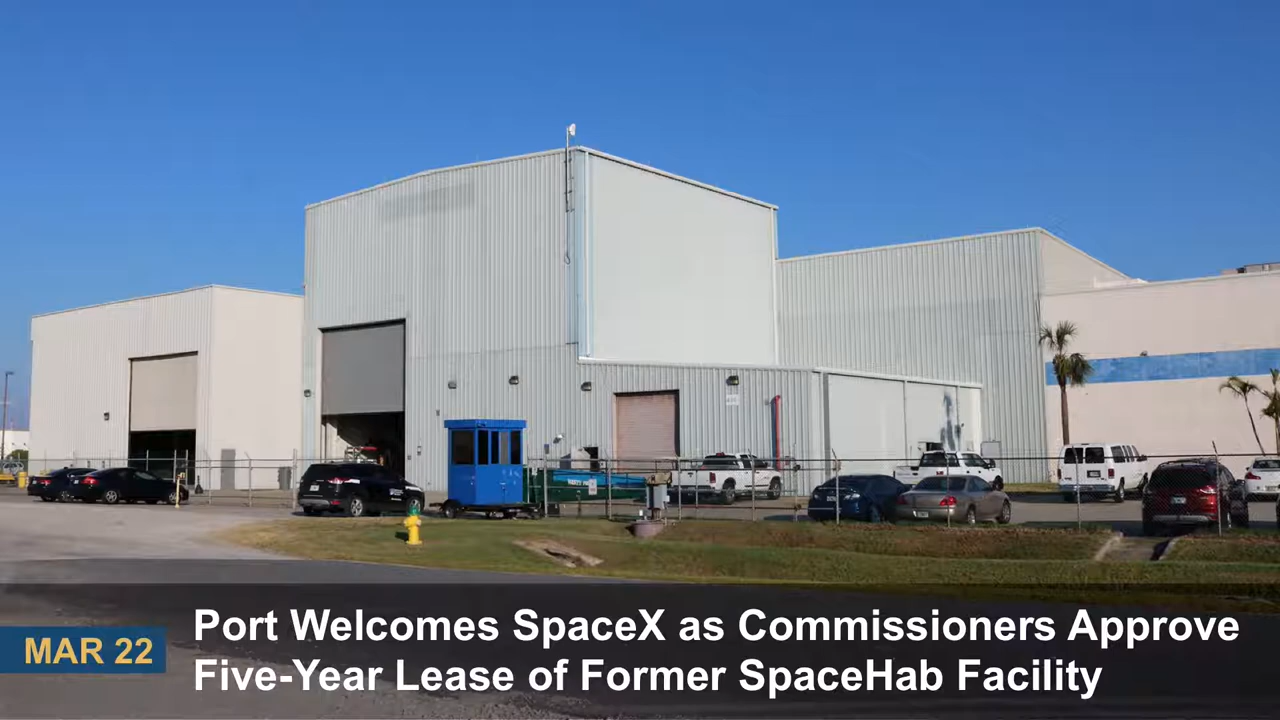 MAR 22
Port Welcomes SpaceX as Commissioners Approve
Five-Year Lease of Former SpaceHab Facility